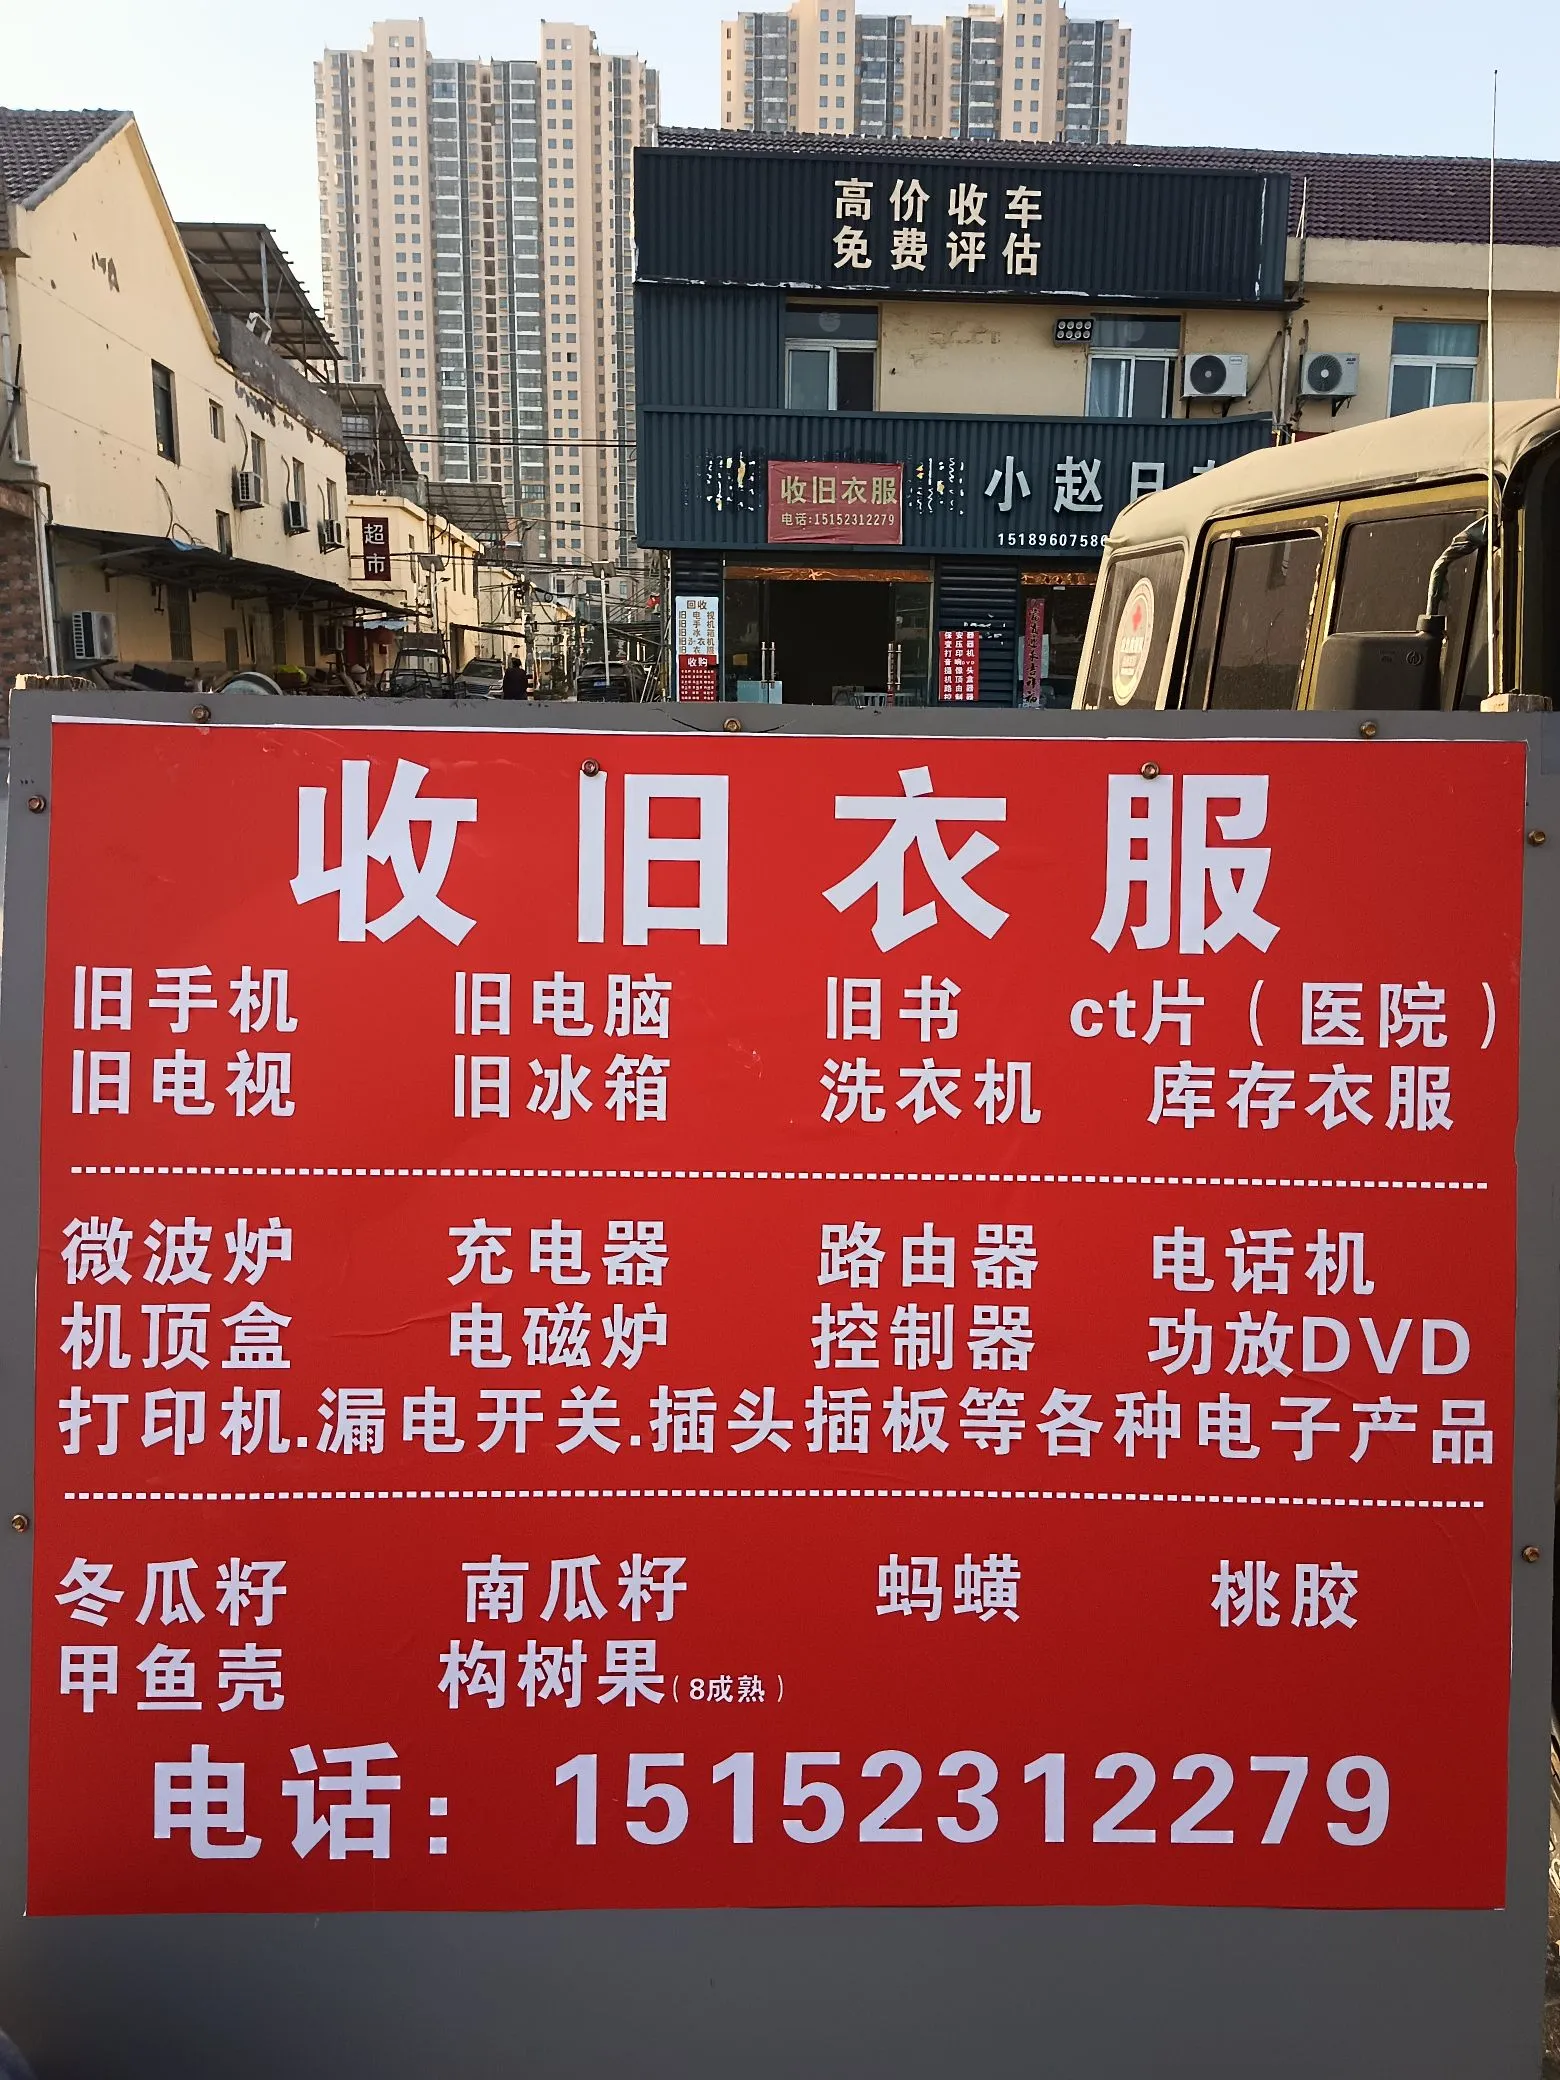 高价收车
免费评估
收旧衣服
电话:15152312279
小赵日
1518960758
超市
回收
收购
收旧衣服
旧手机 旧电脑 旧书 ct片（医院）
旧电视 旧冰箱 洗衣机 库存衣服
微波炉 充电器 路由器 电话机
机顶盒 电磁炉 控制器 功放DVD
打印机.漏电开关.插头插板等各种电子产品
冬瓜籽 南瓜籽 蚂蟥 桃胶
甲鱼壳 构树果（8成熟）
电话：15152312279